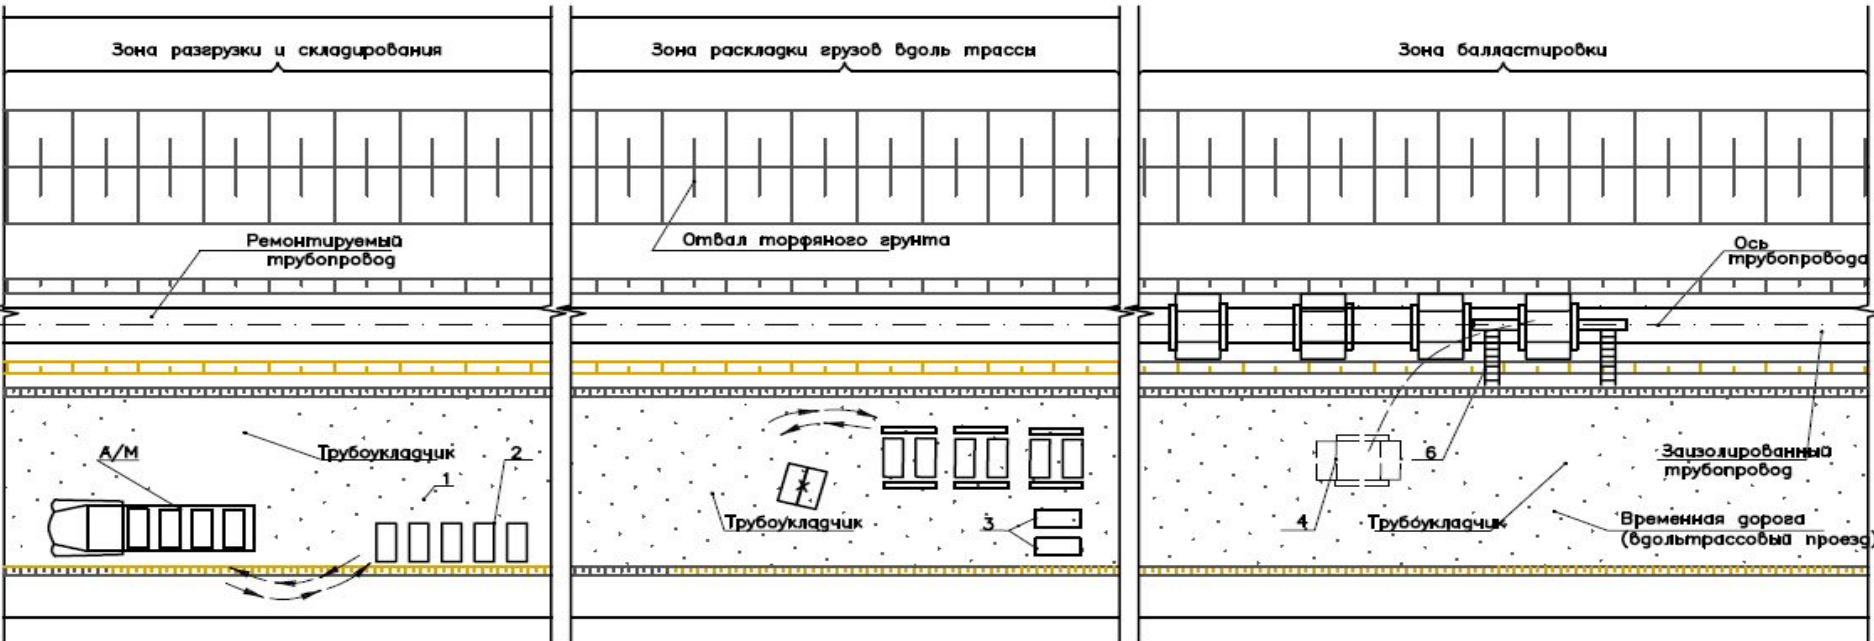 Зона разгрузки и складирования
Зона раскладки грузов вдоль трассы
Зона балластировки
Ремонтируемый
трубопровод
Отвал торфяного грунта
Ось
трубопровода
А/М
Трубоукладчик
1
2
Трубоукладчик
3
4
6
Трубоукладчик
Заизолированный
трубопровод
Временная дорога
(вдольтрассовый проезд)